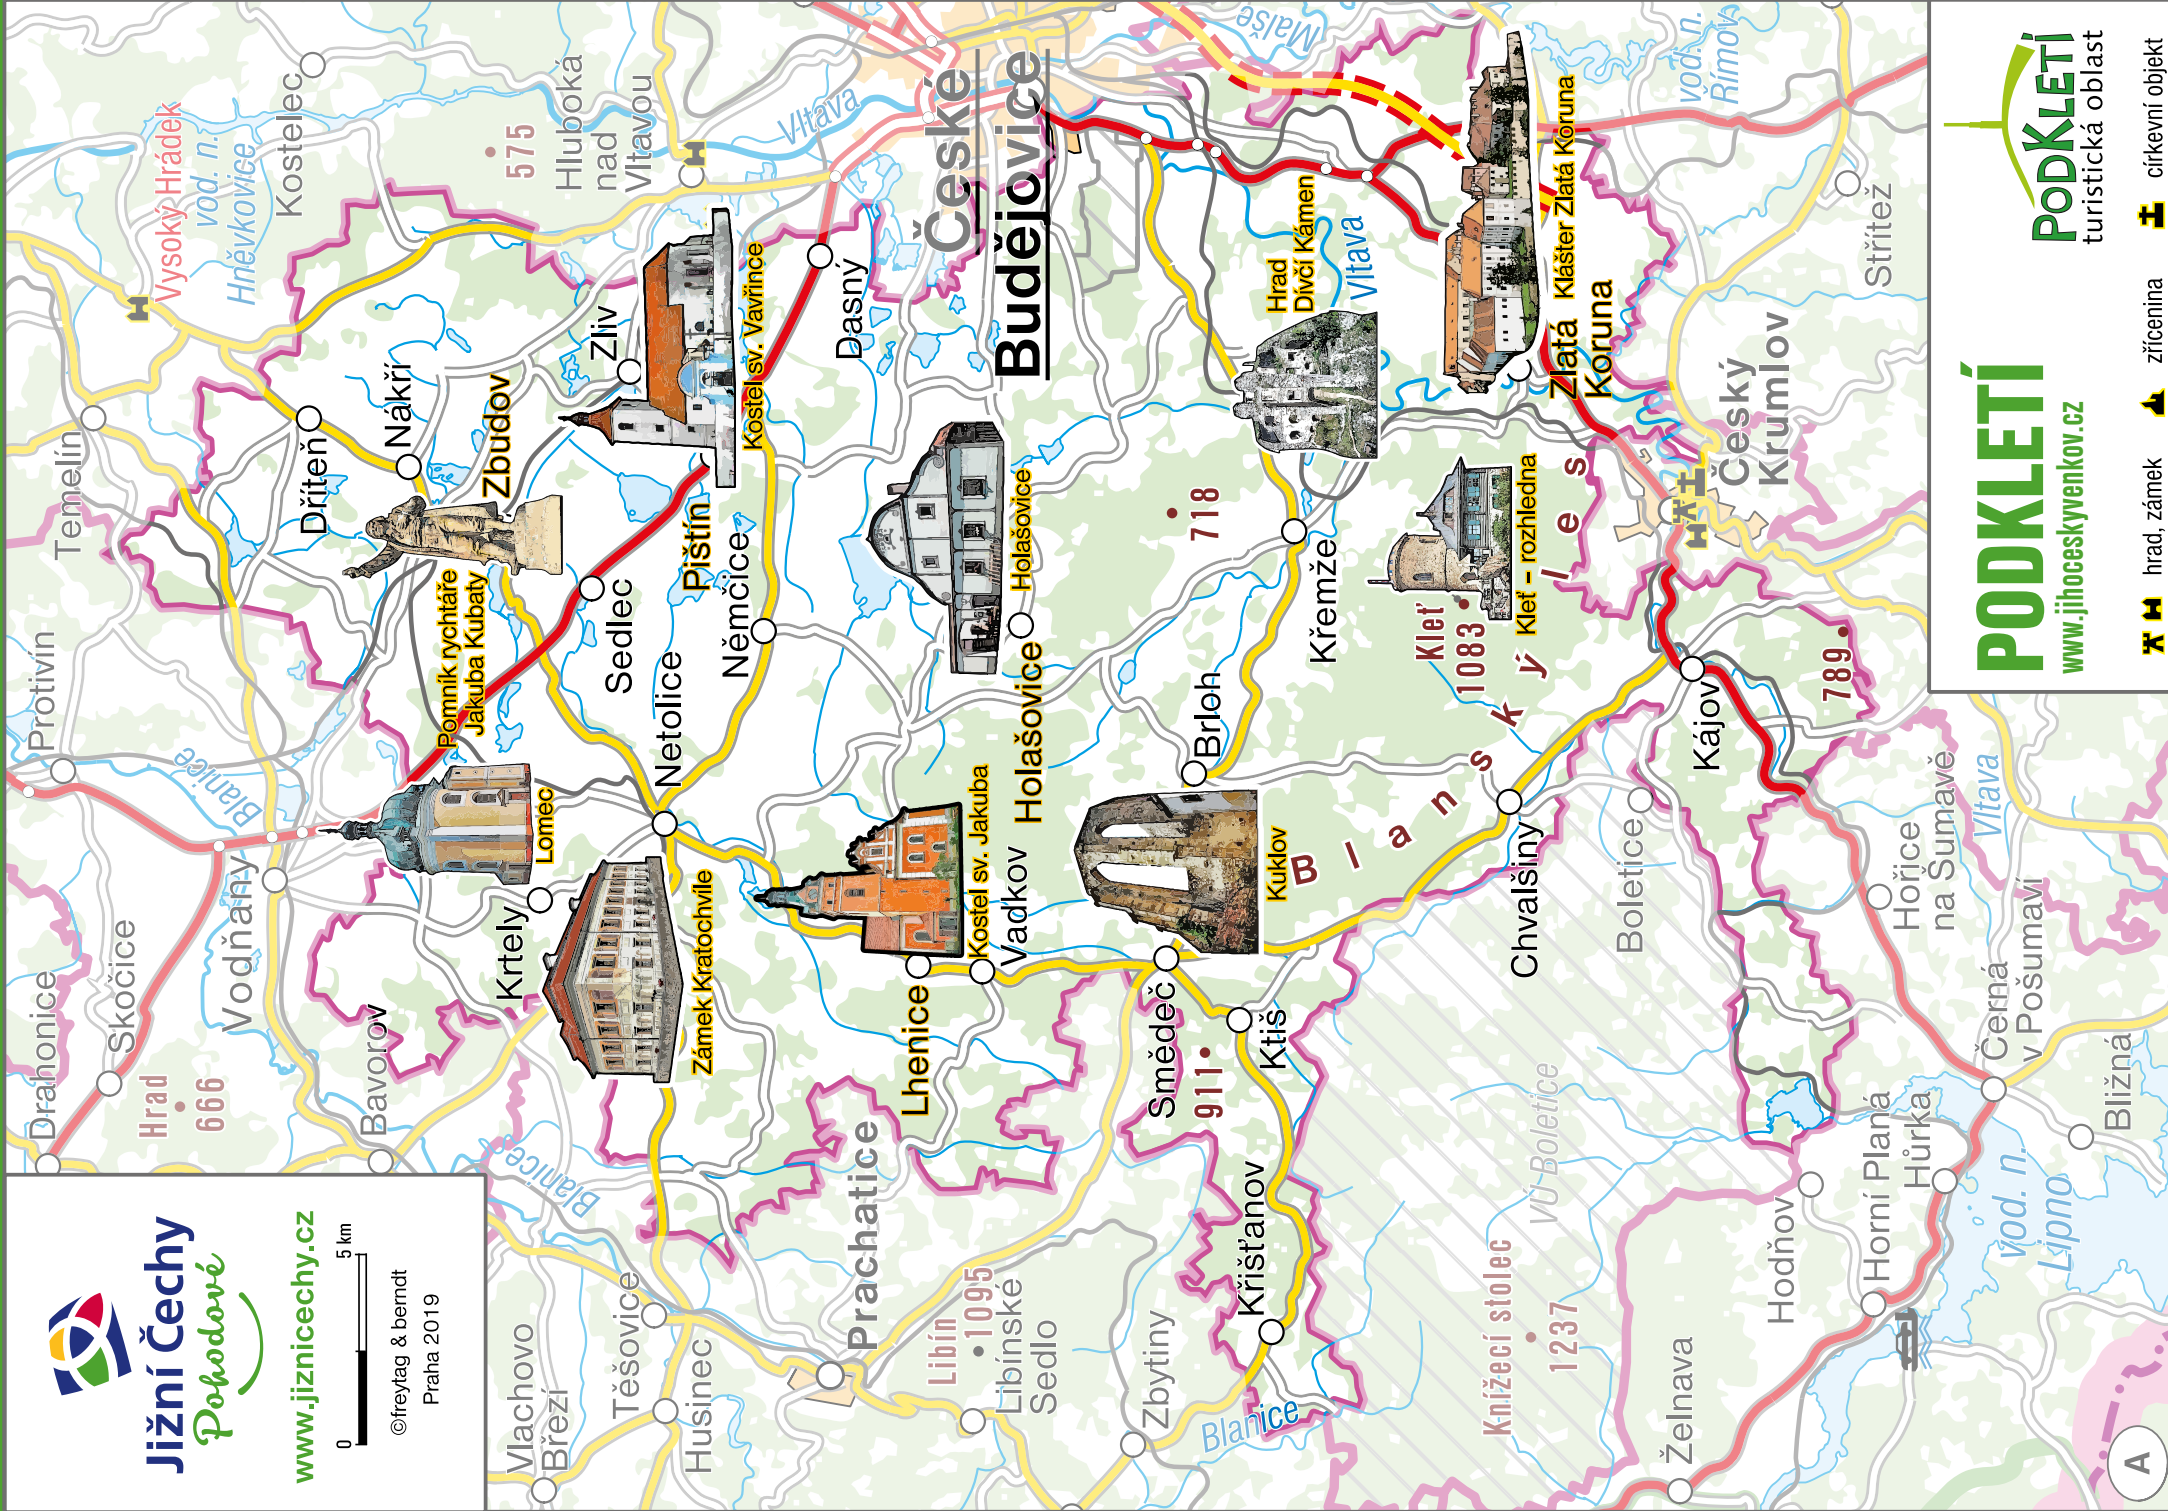 Jižní Čechy
Pohodové
www.jiznicechy.cz
0 5 km
©freytag & berndt
Praha 2019
Drahonice
Skočice
Protivín
Temelín
Vysoký Hrádek
vod. n.
Hněvkovice
Kostelec
575
Hluboká
nad
Vltavou
Vltava
Hrad
666
Vodňany
Blanice
Bavorov
Blanice
Dříteň
Nákří
Zbudov
Pomník rychtáře
Jakuba Kubaty
Zliv
Kostel sv. Vavřince
Pištín
Dasný
Sedlec
Němčice
Netolice
Lomec
Krtely
Zámek Kratochvíle
České
Budějovice
Malše
Vlachovo
Březí
Těšovice
Husinec
Prachatice
Libín
1095
Libínské
Sedlo
Zbytiny
Lhenice
Kostel sv. Jakuba
Vadkov
Holašovice
Holašovice
718
Hrad
Dívčí Kámen
Vltava
Křemže
Brloh
Kuklov
Smědeč
911
Ktiš
Křišťanov
Blanice
Kleť
1083
Kleť – rozhledna
Blanský les
Klášter Zlatá Koruna
Zlatá
Koruna
vod. n.
Římov
Střítež
Český
Krumlov
Kájov
789
Chvalšiny
Boletice
VÚ Boletice
Knížecí stolec
1237
Hořice
na Šumavě
Vltava
Černá
v Pošumaví
Bližná
Hůrka
Horní Planá
Hodňov
Želnava
vod. n.
Lipno
A
PODKLETÍ
www.jihoceskyvenkov.cz
PODKLETÍ
turistická oblast
hrad, zámek
zřícenina
církevní objekt